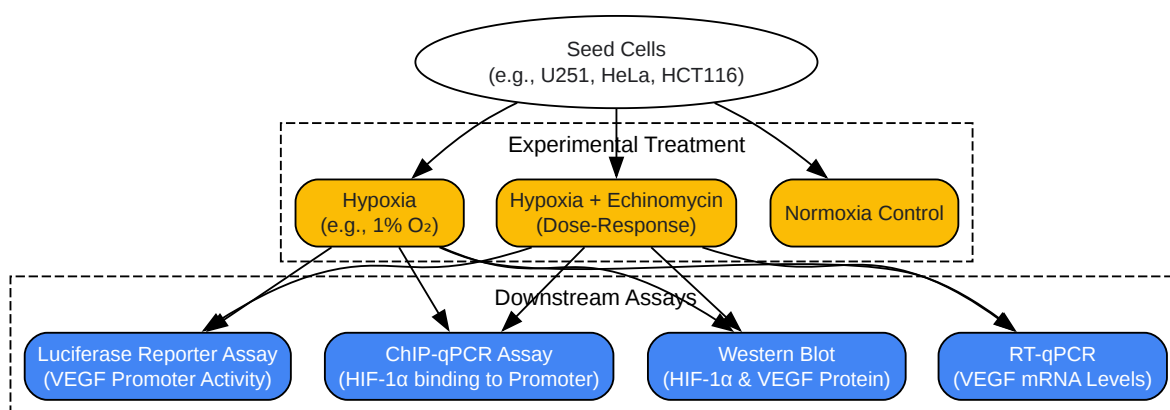 Seed Cells
(e.g., U251, HeLa, HCT116)
Experimental Treatment
Hypoxia
(e.g., 1% O₂)
Hypoxia + Echinomycin
(Dose-Response)
Normoxia Control
Downstream Assays
Luciferase Reporter Assay
(VEGF Promoter Activity)
ChIP-qPCR Assay
(HIF-1α binding to Promoter)
Western Blot
(HIF-1α & VEGF Protein)
RT-qPCR
(VEGF mRNA Levels)